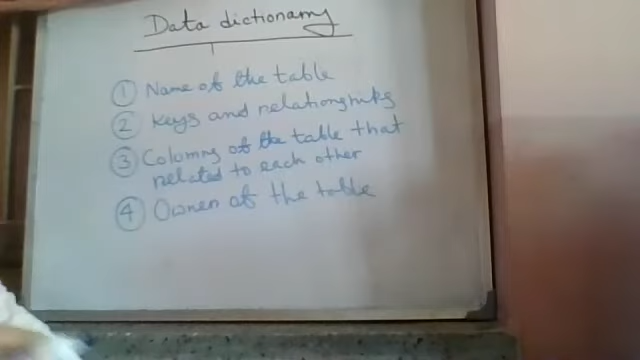 Data dictionary
① Name of the table
② Keys and relationships
③ Columns of the table that
related to each other
④ Owner of the table